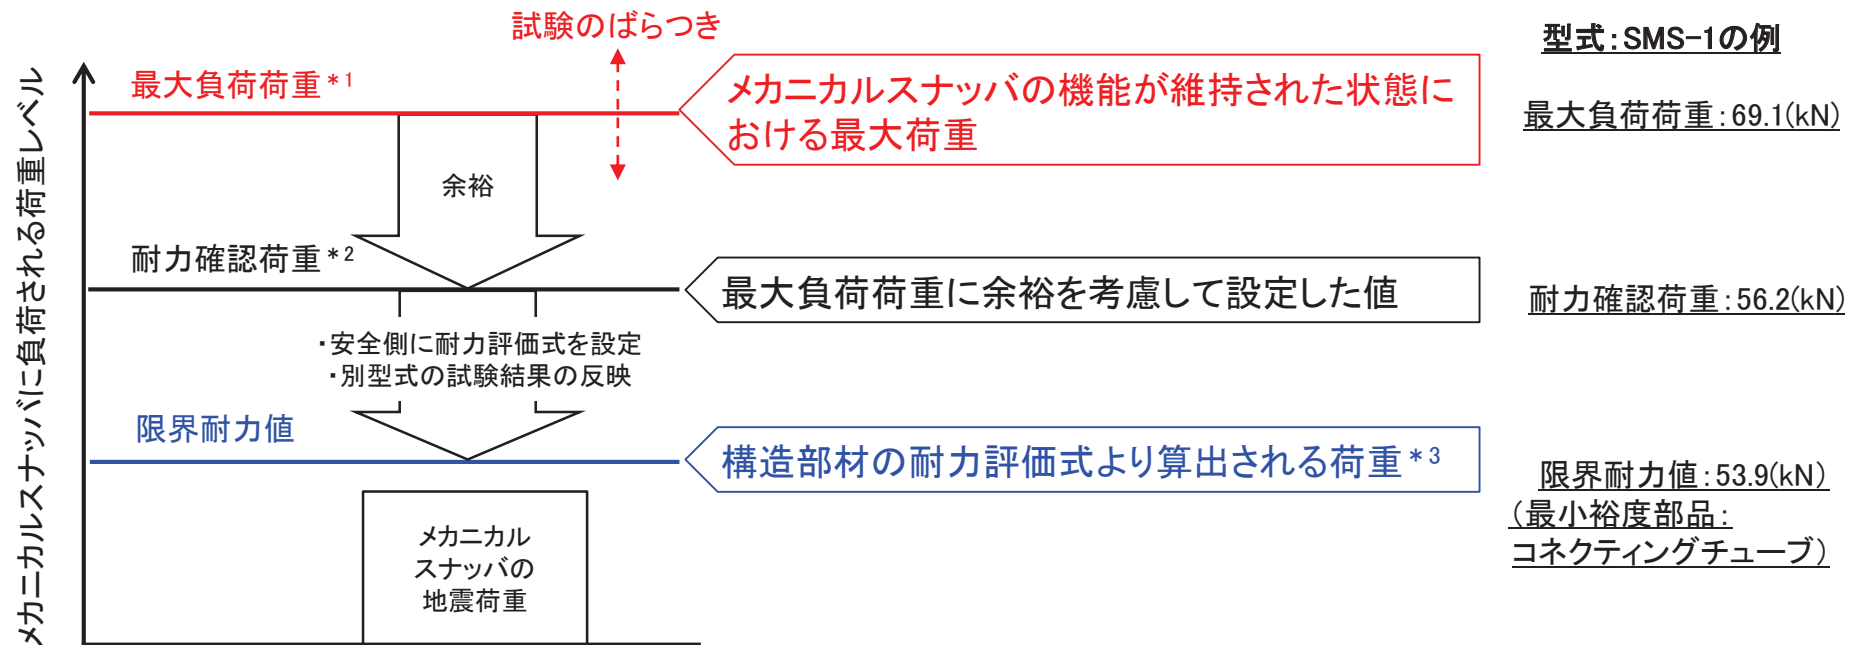 メカニカルスナッバに負荷される荷重レベル
試験のばらつき
最大負荷荷重*1
メカニカルスナッバの機能が維持された状態に
おける最大荷重
余裕
耐力確認荷重*2
最大負荷荷重に余裕を考慮して設定した値
・安全側に耐力評価式を設定
・別型式の試験結果の反映
限界耐力値
構造部材の耐力評価式より算出される荷重*3
メカニカル
スナッバの
地震荷重
型式:SMS-1の例
最大負荷荷重:69.1(kN)
耐力確認荷重:56.2(kN)
限界耐力値:53.9(kN)
(最小裕度部品:
コネクティングチューブ)